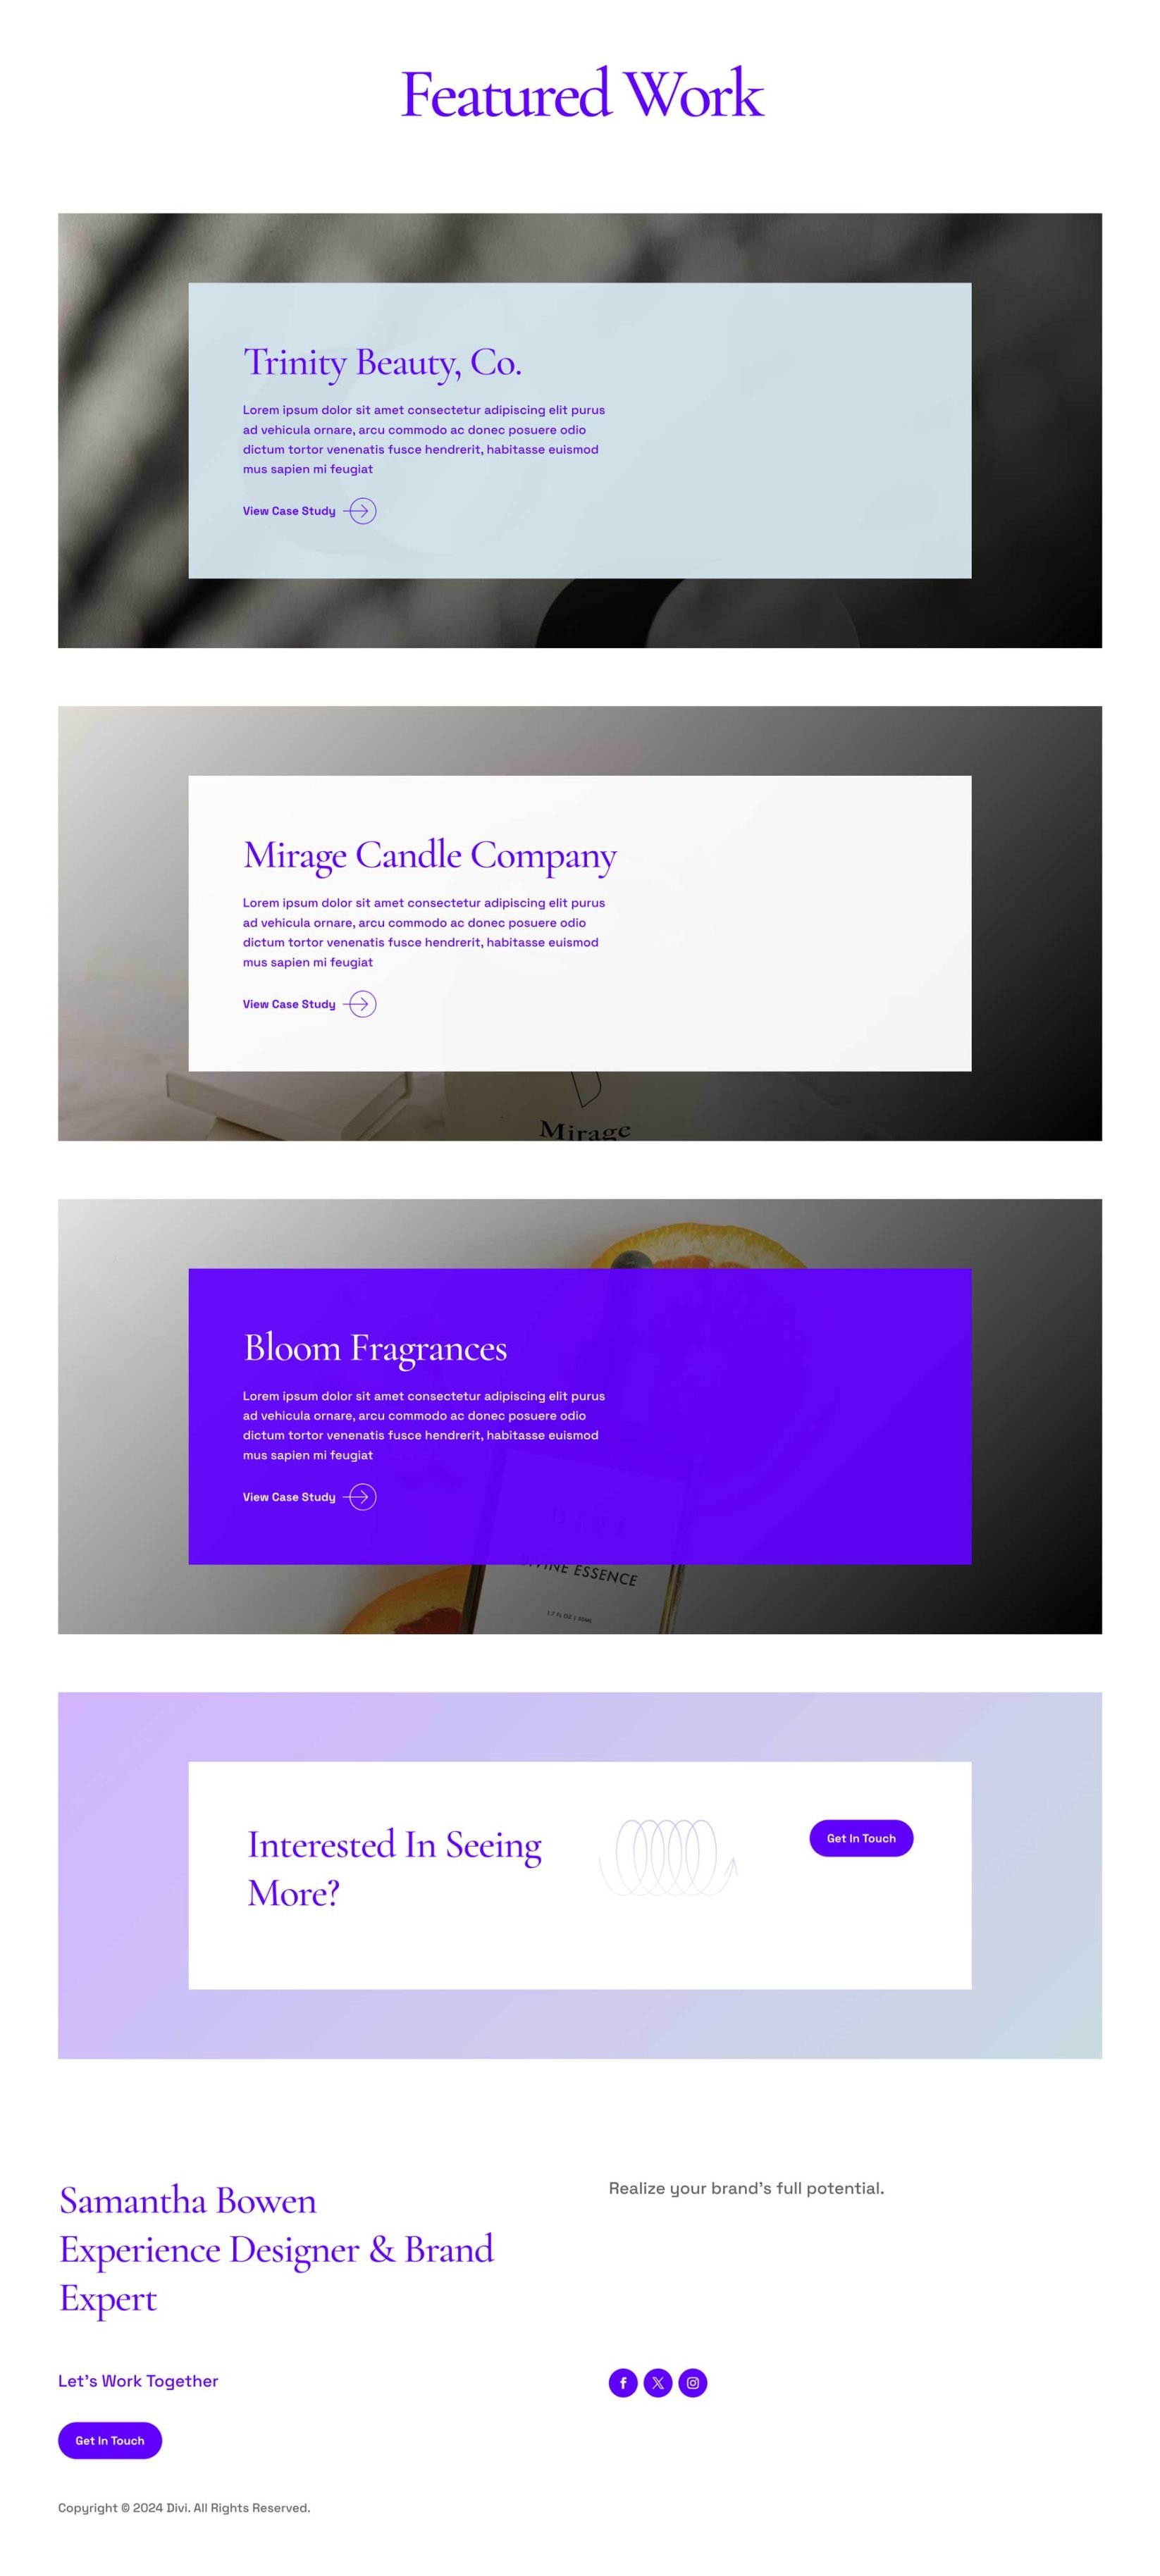 Featured Work
Trinity Beauty, Co.
Lorem ipsum dolor sit amet consectetur adipiscing elit purus
ad vehicula ornare, arcu commodo ac donec posuere odio
dictum tortor venenatis fusce hendrerit, habitasse euismod
mus sapien mi feugiat
View Case Study
Mirage Candle Company
Lorem ipsum dolor sit amet consectetur adipiscing elit purus
ad vehicula ornare, arcu commodo ac donec posuere odio
dictum tortor venenatis fusce hendrerit, habitasse euismod
mus sapien mi feugiat
View Case Study
Mirage
Bloom Fragrances
Lorem ipsum dolor sit amet consectetur adipiscing elit purus
ad vehicula ornare, arcu commodo ac donec posuere odio
dictum tortor venenatis fusce hendrerit, habitasse euismod
mus sapien mi feugiat
View Case Study
DIVINE ESSENCE
Interested In Seeing
More?
Get In Touch
Samantha Bowen
Experience Designer & Brand
Expert
Realize your brand's full potential.
Let's Work Together
Get In Touch
Copyright © 2024 Divi. All Rights Reserved.